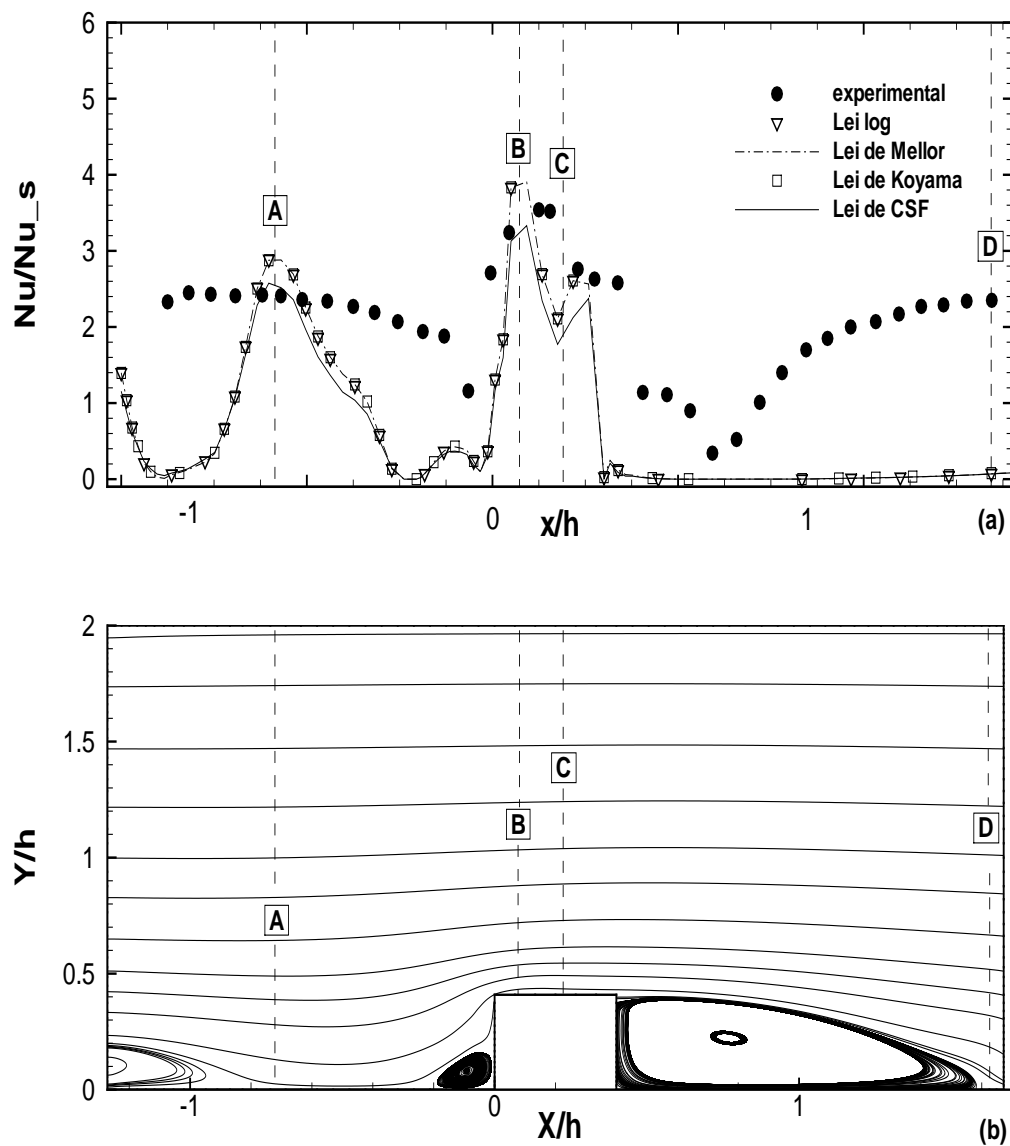 6
5
4
3
2
1
0
Nu/Nu_s
experimental
Lei log
Lei de Mellor
Lei de Koyama
Lei de CSF
A
B
C
D
-1
0
1
x/h
(a)
2
1.5
1
0.5
0
Y/h
A
B
C
D
-1
0
1
X/h
(b)